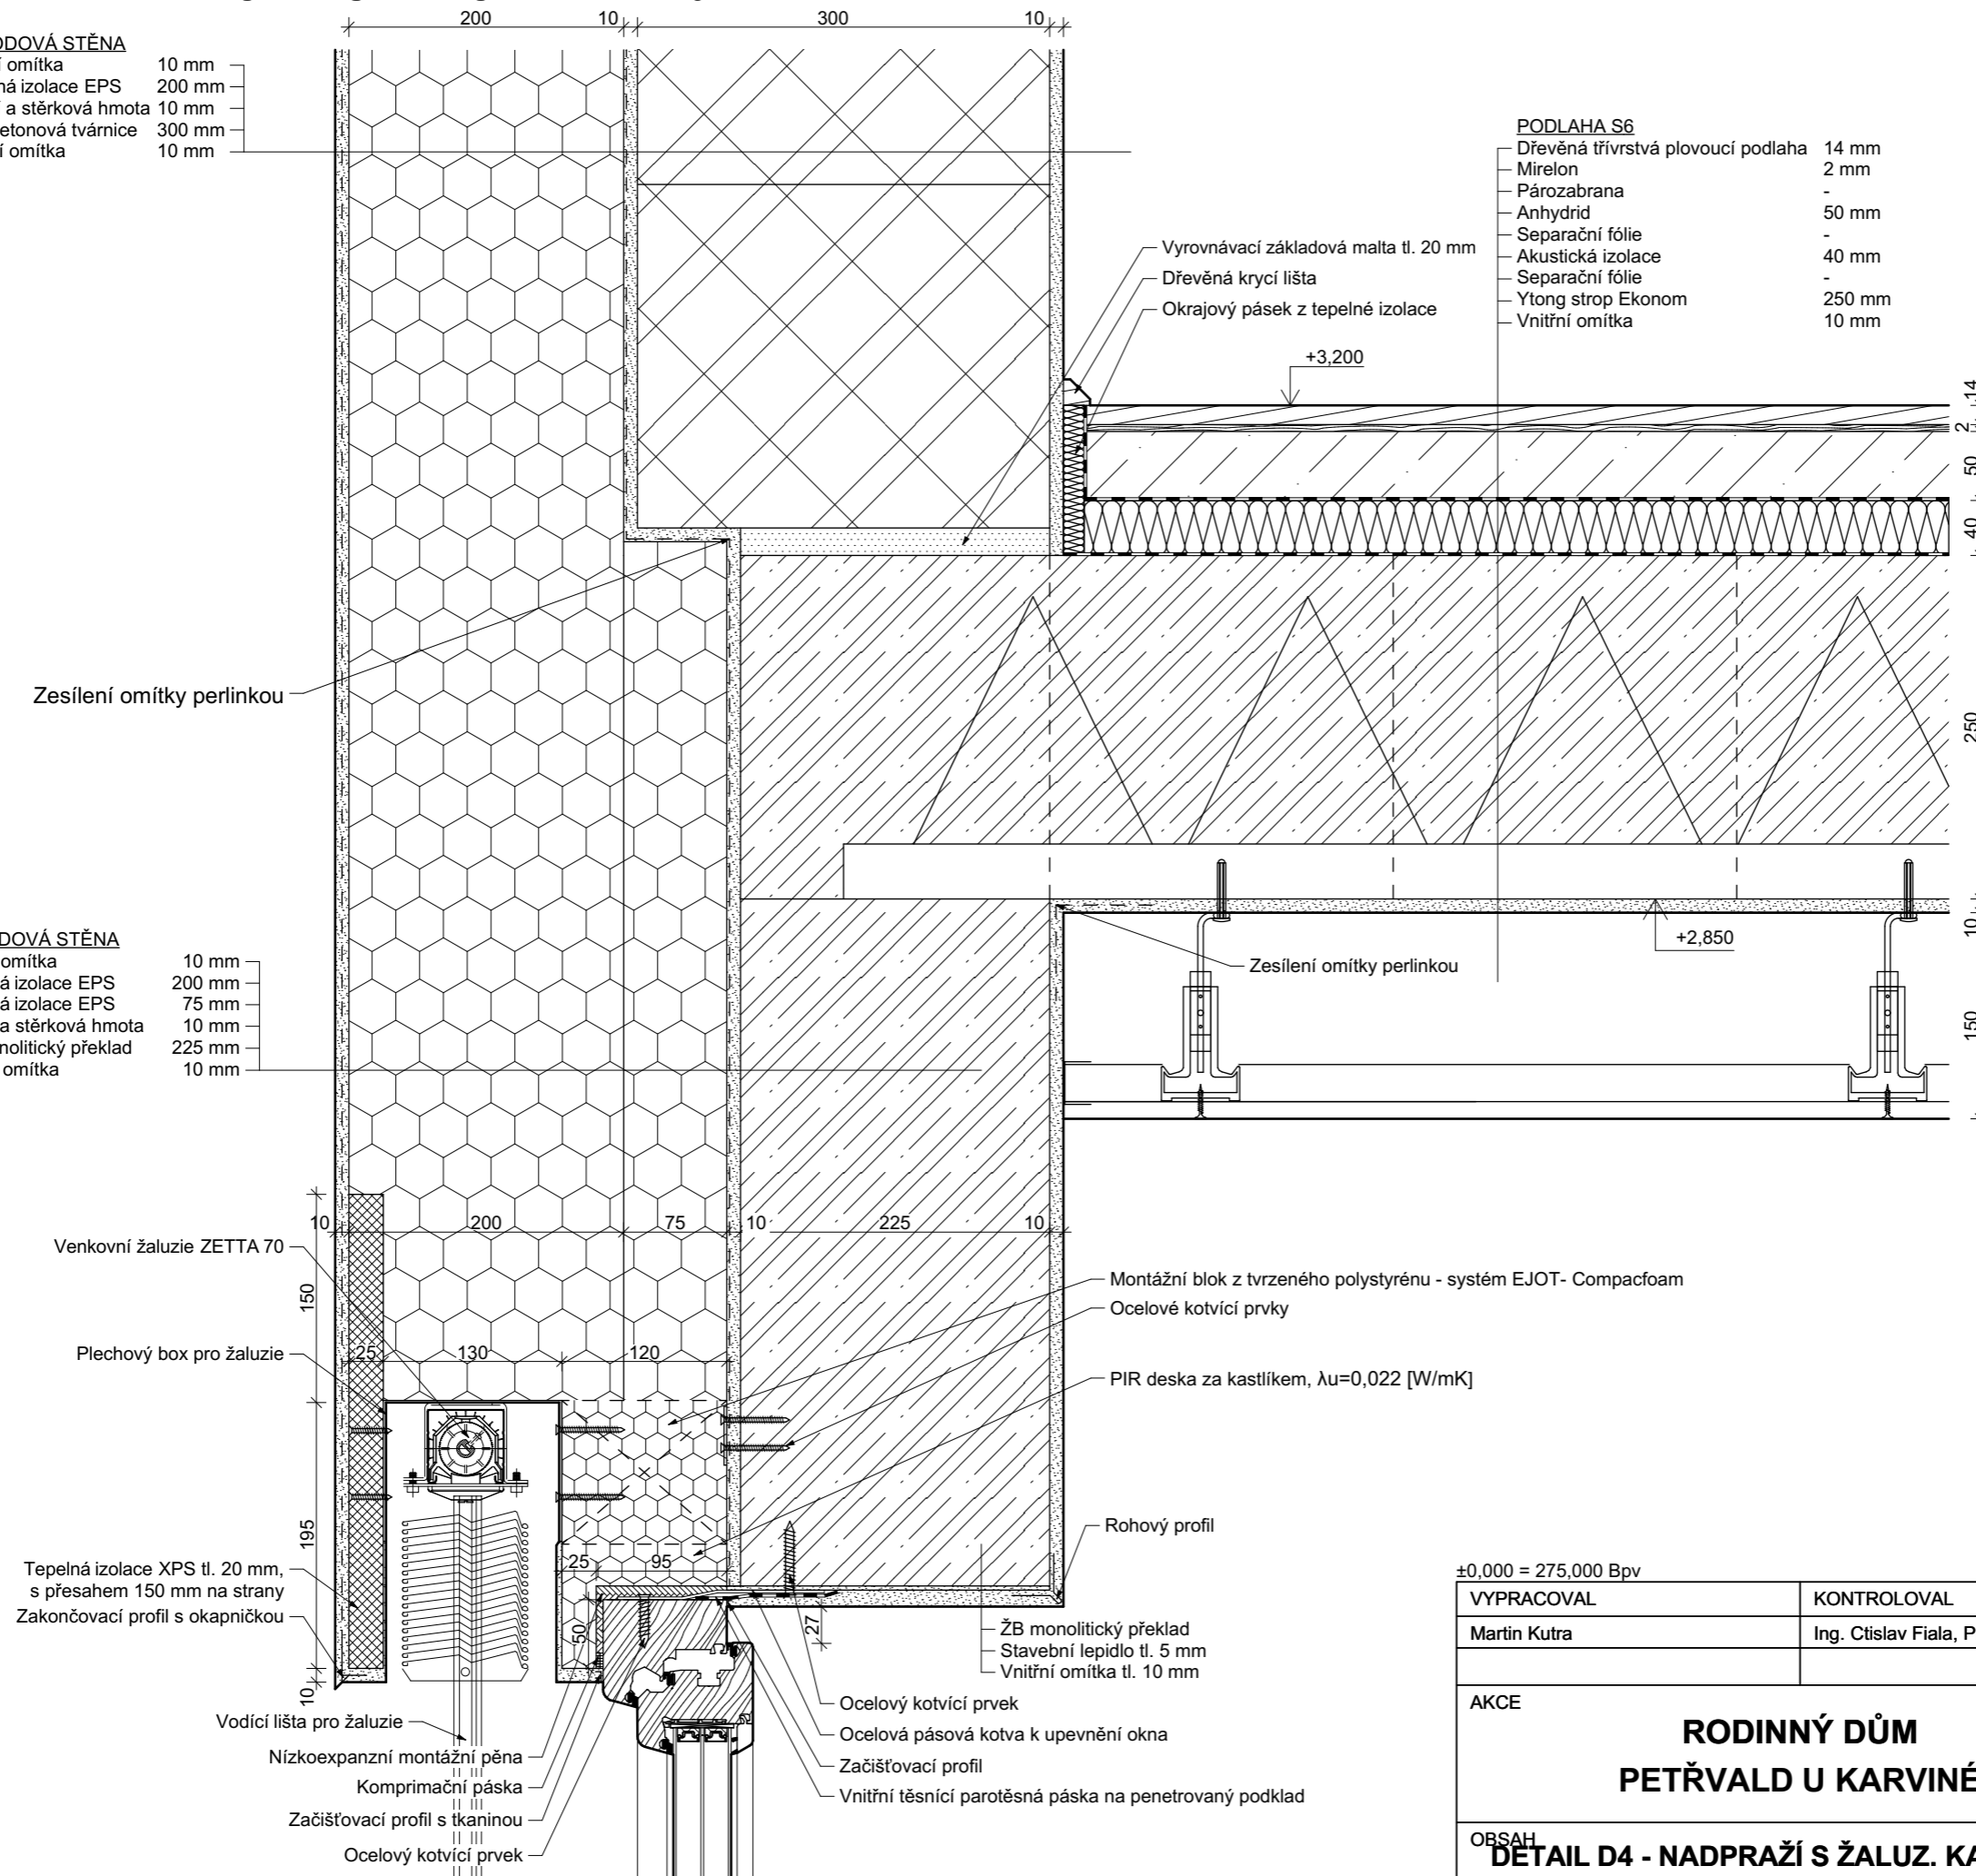 200
10
300
10
ODOVÁ STĚNA
í omítka 10 mm
ná izolace EPS 200 mm
a stěrková hmota 10 mm
etonová tvárnice 300 mm
í omítka 10 mm
PODLAHA S6
Dřevěná třívrstvá plovoucí podlaha 14 mm
Mirelon 2 mm
Pározabrana -
Anhydrid 50 mm
Separační fólie -
Akustická izolace 40 mm
Separační fólie -
Ytong strop Ekonom 250 mm
Vnitřní omítka 10 mm
Vyrovnávací základová malta tl. 20 mm
Dřevěná krycí lišta
Okrajový pásek z tepelné izolace
+3,200
14
2
50
40
250
10
150
Zesílení omítky perlinkou
+2,850
Zesílení omítky perlinkou
DOVÁ STĚNA
omítka 10 mm
á izolace EPS 200 mm
á izolace EPS 75 mm
a stěrková hmota 10 mm
nolitický překlad 225 mm
omítka 10 mm
10
200
75
10
225
10
Venkovní žaluzie ZETTA 70
150
Plechový box pro žaluzie
25
130
120
Montážní blok z tvrzeného polystyrénu - systém EJOT- Compacfoam
Ocelové kotvící prvky
PIR deska za kastlíkem, λu=0,022 [W/mK]
195
25
95
Rohový profil
Tepelná izolace XPS tl. 20 mm,
s přesahem 150 mm na strany
Zakončovací profil s okapničkou
50
27
10
ŽB monolitický překlad
Stavební lepidlo tl. 5 mm
Vnitřní omítka tl. 10 mm
Vodící lišta pro žaluzie
Nízkoexpanzní montážní pěna
Komprimační páska
Začišťovací profil s tkaninou
Ocelový kotvící prvek
Ocelový kotvící prvek
Ocelová pásová kotva k upevnění okna
Začišťovací profil
Vnitřní těsnící parotěsná páska na penetrovaný podklad
±0,000 = 275,000 Bpv
VYPRACOVAL KONTROLOVAL
Martin Kutra Ing. Ctislav Fiala, P
AKCE
RODINNÝ DŮM
PETŘVALD U KARVINÉ
OBSAH
DETAIL D4 - NADPRAŽÍ S ŽALUZ. KA